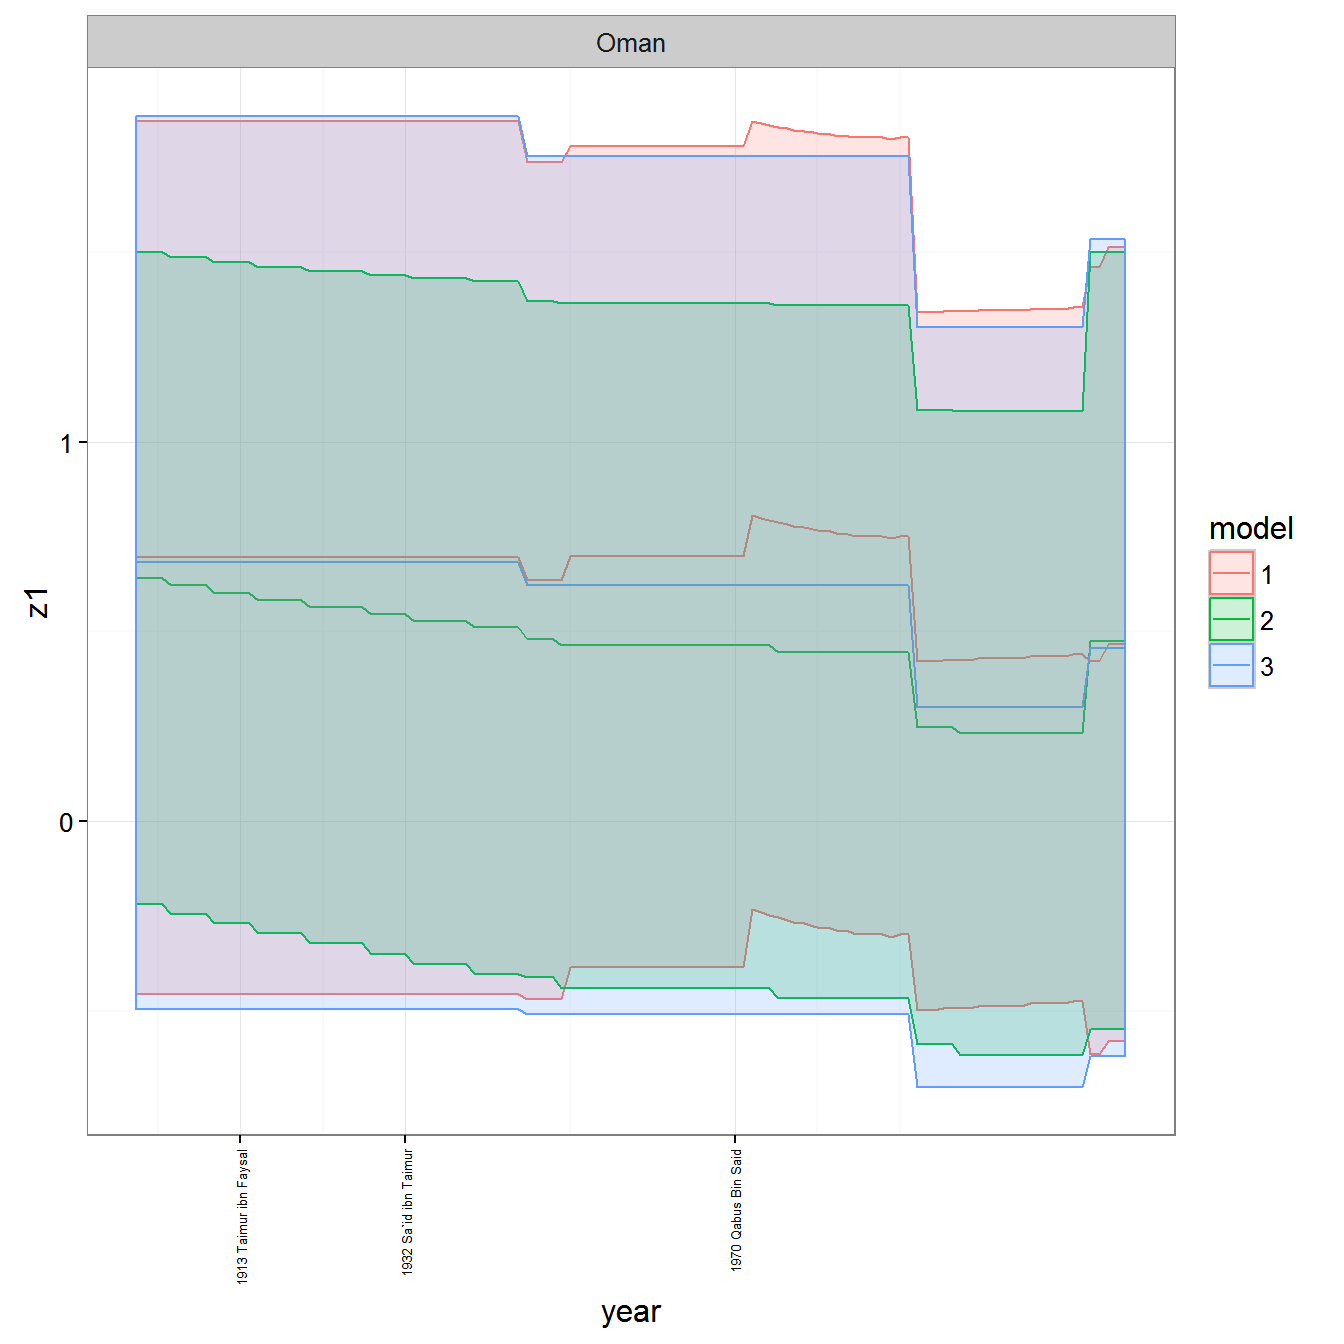 Oman
z1
1
0
1913 Taimur ibn Faysal
1932 Sa`id ibn Taimur
1970 Qabus Bin Said
year
model
1
2
3